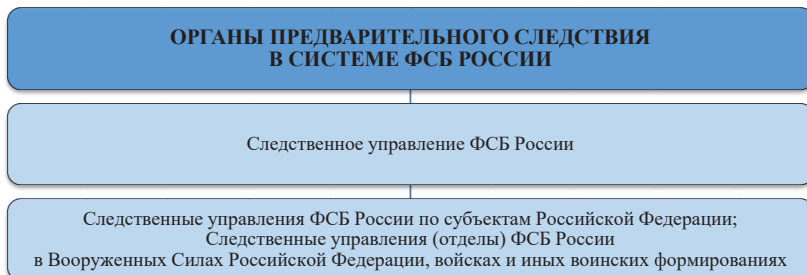 ОРГАНЫ ПРЕДВАРИТЕЛЬНОГО СЛЕДСТВИЯ
В СИСТЕМЕ ФСБ РОССИИ
Следственное управление ФСБ России
Следственные управления ФСБ России по субъектам Российской Федерации;
Следственные управления (отделы) ФСБ России
в Вооруженных Силах Российской Федерации, войсках и иных воинских формированиях